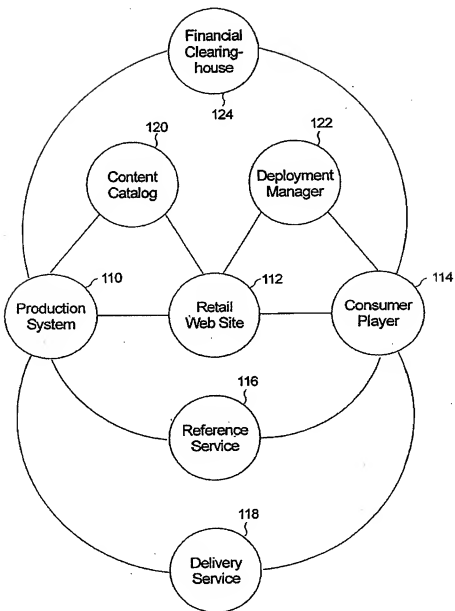 Financial
Clearing-
house
124
120
122
Content
Catalog
Deployment
Manager
110
112
114
Production
System
Retail
Web Site
Consumer
Player
116
Reference
Service
118
Delivery
Service